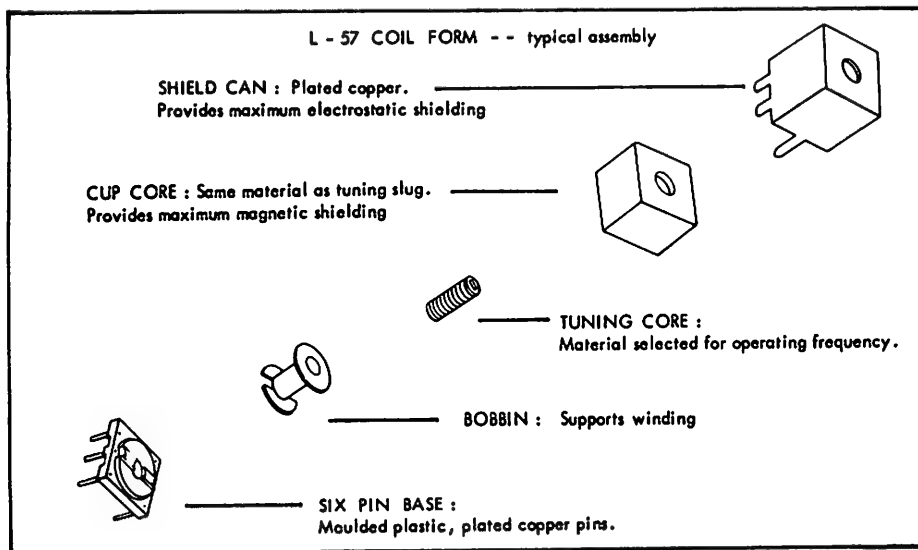 L - 57 COIL FORM - - typical assembly
SHIELD CAN : Plated copper.
Provides maximum electrostatic shielding
CUP CORE : Same material as tuning slug.
Provides maximum magnetic shielding
TUNING CORE :
Material selected for operating frequency.
BOBBIN : Supports winding
SIX PIN BASE :
Moulded plastic, plated copper pins.